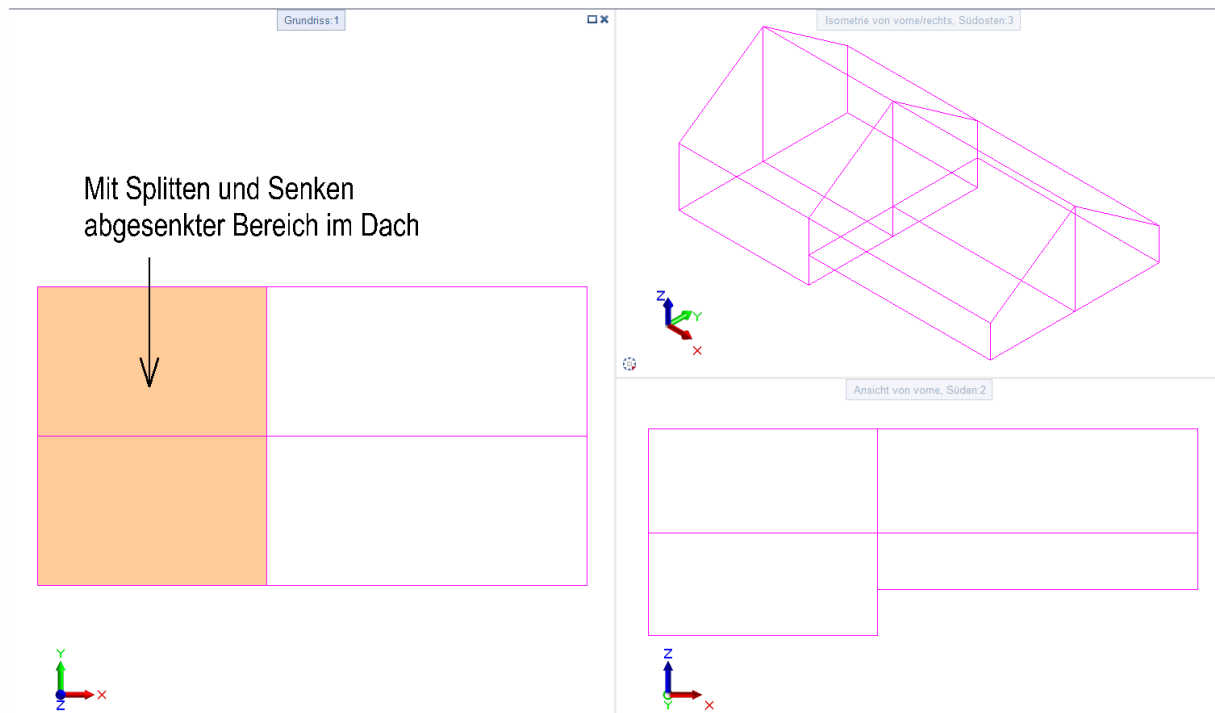 Grundriss:1
Mit Splitten und Senken
abgesenkter Bereich im Dach
Y
X
Z
Isometrie von vorne/rechts, Südosten:3
Z
Y
X
Ansicht von vorne, Süden:2
Z
Y
X